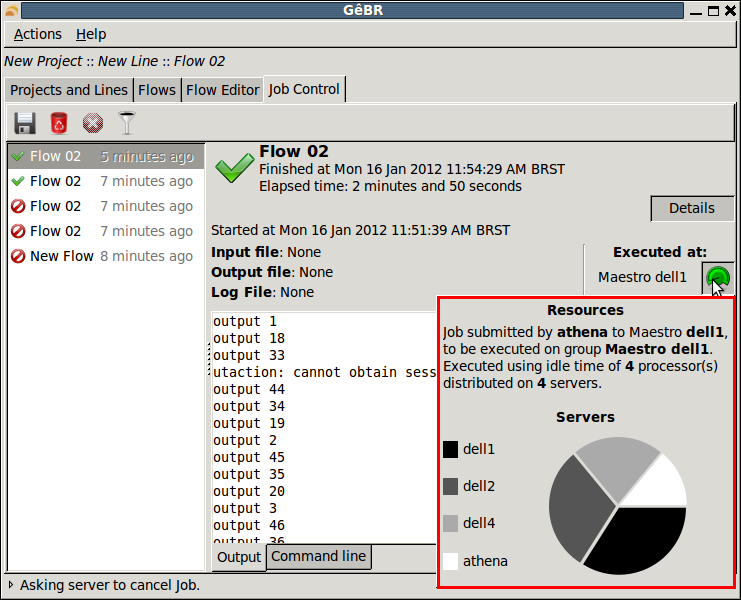 GêBR
Actions Help
New Project :: New Line :: Flow 02
Projects and Lines Flows Flow Editor Job Control
Flow 02 5 minutes ago
Flow 02 7 minutes ago
Flow 02 7 minutes ago
Flow 02 7 minutes ago
New Flow 8 minutes ago
Flow 02
Finished at Mon 16 Jan 2012 11:54:29 AM BRST
Elapsed time: 2 minutes and 50 seconds
Details
Started at Mon 16 Jan 2012 11:51:39 AM BRST
Input file: None
Output file: None
Log File: None
Executed at:
Maestro dell1
output 1
output 18
output 33
utaction: cannot obtain sess
output 44
output 34
output 19
output 2
output 45
output 35
output 20
output 3
output 46
output 36
Output Command line
Resources
Job submitted by athena to Maestro dell1,
to be executed on group Maestro dell1.
Executed using idle time of 4 processor(s)
distributed on 4 servers.
Servers
dell1
dell2
dell4
athena
Asking server to cancel Job.